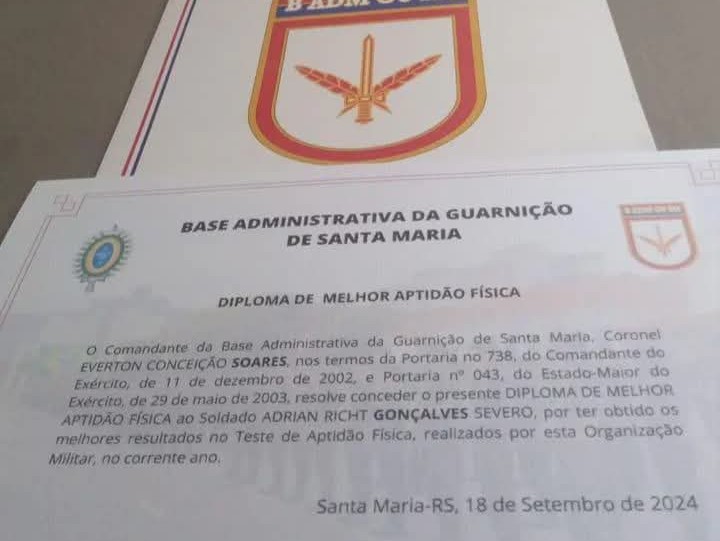 BASE ADMINISTRATIVA DA GUARNIÇÃO
DE SANTA MARIA
DIPLOMA DE MELHOR APTIDÃO FÍSICA
O Comandante da Base Administrativa da Guarnição de Santa Maria, Coronel
EVERTON CONCEIÇÃO SOARES, nos termos da Portaria no 738, do Comandante do
Exército, de 11 de dezembro de 2002, e Portaria nº 043, do Estado-Maior do
Exército, de 29 de maio de 2003, resolve conceder o presente DIPLOMA DE MELHOR
APTIDÃO FÍSICA ao Soldado ADRIAN RICHT GONÇALVES SEVERO, por ter obtido os
melhores resultados no Teste de Aptidão Física, realizados por esta Organização
Militar, no corrente ano.
Santa Maria-RS, 18 de Setembro de 2024